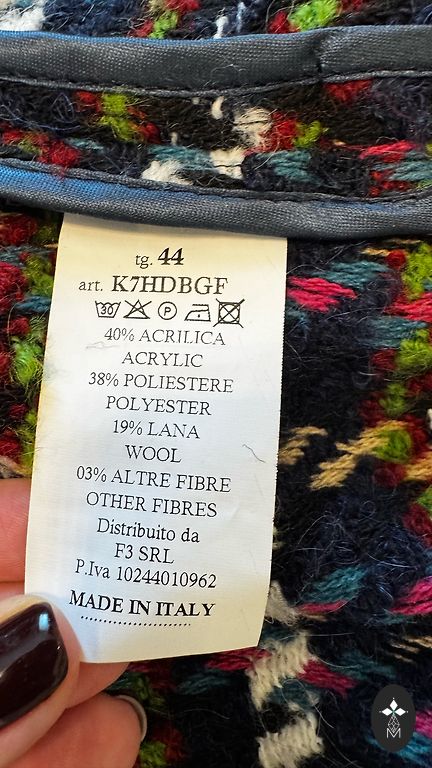 tg. 44
art. K7HDBGF
30 P
40% ACRILICA
ACRYLIC
38% POLIESTERE
POLYESTER
19% LANA
WOOL
03% ALTRE FIBRE
OTHER FIBRES
Distribuito da
F3 SRL
P.Iva 10244010962
MADE IN ITALY
M